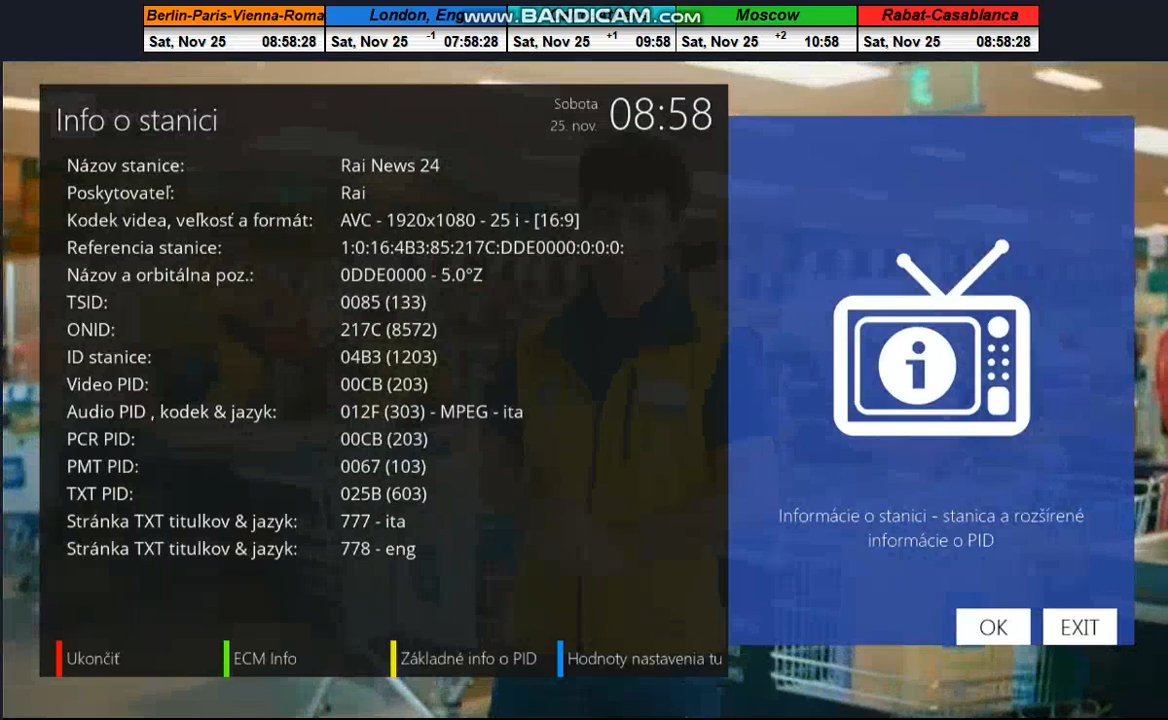 Berlin-Paris-Vienna-Roma
London, Eng
www.BANDICAM.com
Moscow
Rabat-Casablanca
Sat, Nov 25 08:58:28
Sat, Nov 25 -1 07:58:28
Sat, Nov 25 +1 09:58
Sat, Nov 25 +2 10:58
Sat, Nov 25 08:58:28
Info o stanici
Sobota
25. nov.
08:58
Názov stanice: Rai News 24
Poskytovateľ: Rai
Kodek videa, veľkosť a formát: AVC - 1920x1080 - 25 i - [16:9]
Referencia stanice: 1:0:16:4B3:85:217C:DDE0000:0:0:0:
Názov a orbitálna poz.: 0DDE0000 - 5.0°Z
TSID: 0085 (133)
ONID: 217C (8572)
ID stanice: 04B3 (1203)
Video PID: 00CB (203)
Audio PID , kodek & jazyk: 012F (303) - MPEG - ita
PCR PID: 00CB (203)
PMT PID: 0067 (103)
TXT PID: 025B (603)
Stránka TXT titulkov & jazyk: 777 - ita
Stránka TXT titulkov & jazyk: 778 - eng
Ukončiť
ECM Info
Základné info o PID
Hodnoty nastavenia tu
Informácie o stanici - stanica a rozšírené
informácie o PID
OK
EXIT